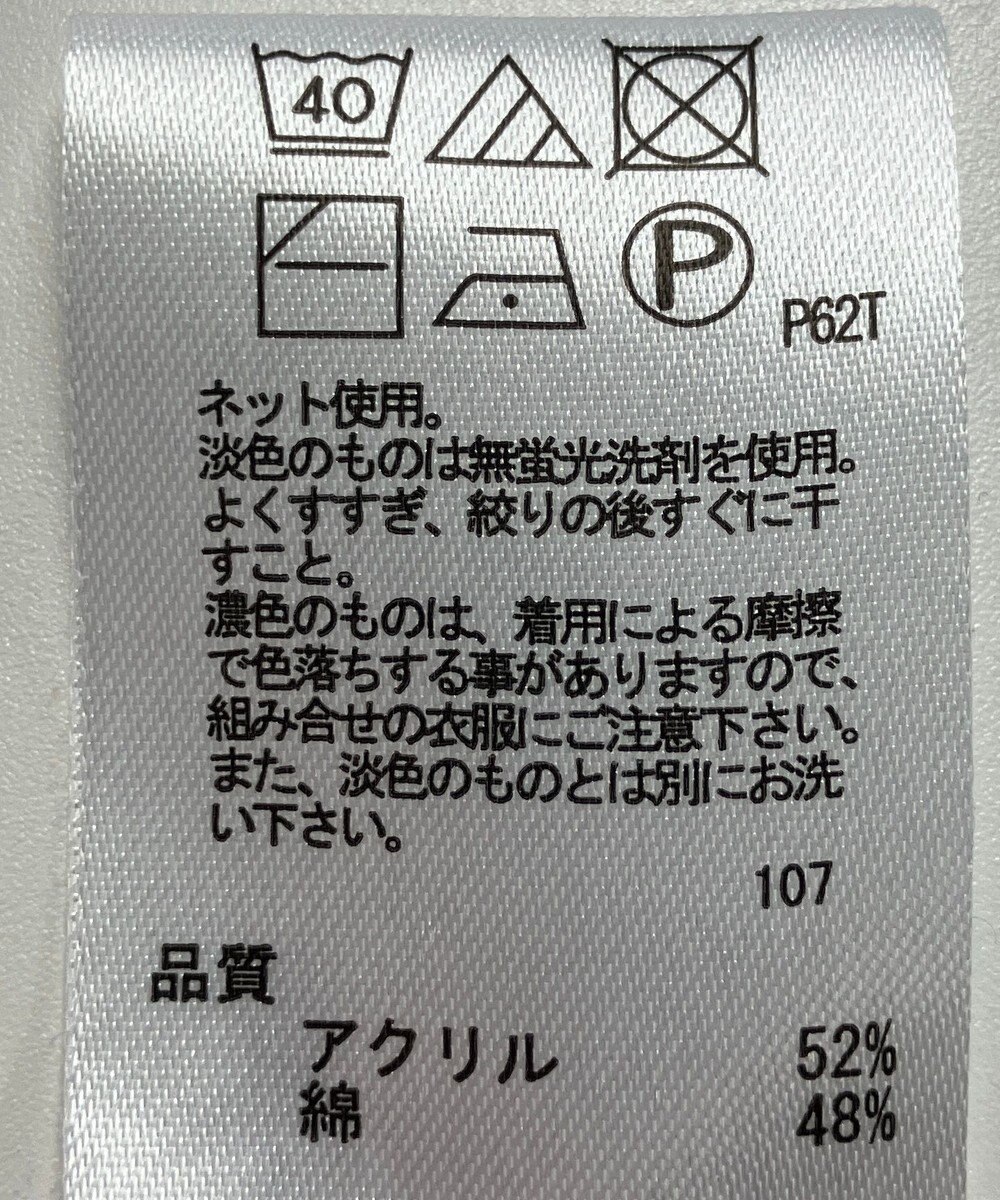 40
P
P62T
ネット使用。
淡色のものは無蛍光洗剤を使用。
よくすすぎ、絞りの後すぐに干
すこと。
濃色のものは、着用による摩擦
で色落ちする事がありますので、
組み合せの衣服にご注意下さい。
また、淡色のものとは別にお洗
い下さい。
107
品質
アクリル 52%
綿 48%